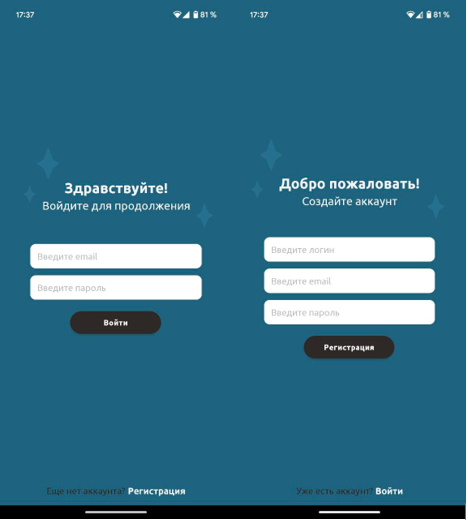 17:37
81 %
Здравствуйте!
Войдите для продолжения
Введите email
Введите пароль
Войти
Еще нет аккаунта? Регистрация
17:37
81 %
Добро пожаловать!
Создайте аккаунт
Введите логин
Введите email
Введите пароль
Регистрация
Уже есть аккаунт? Войти